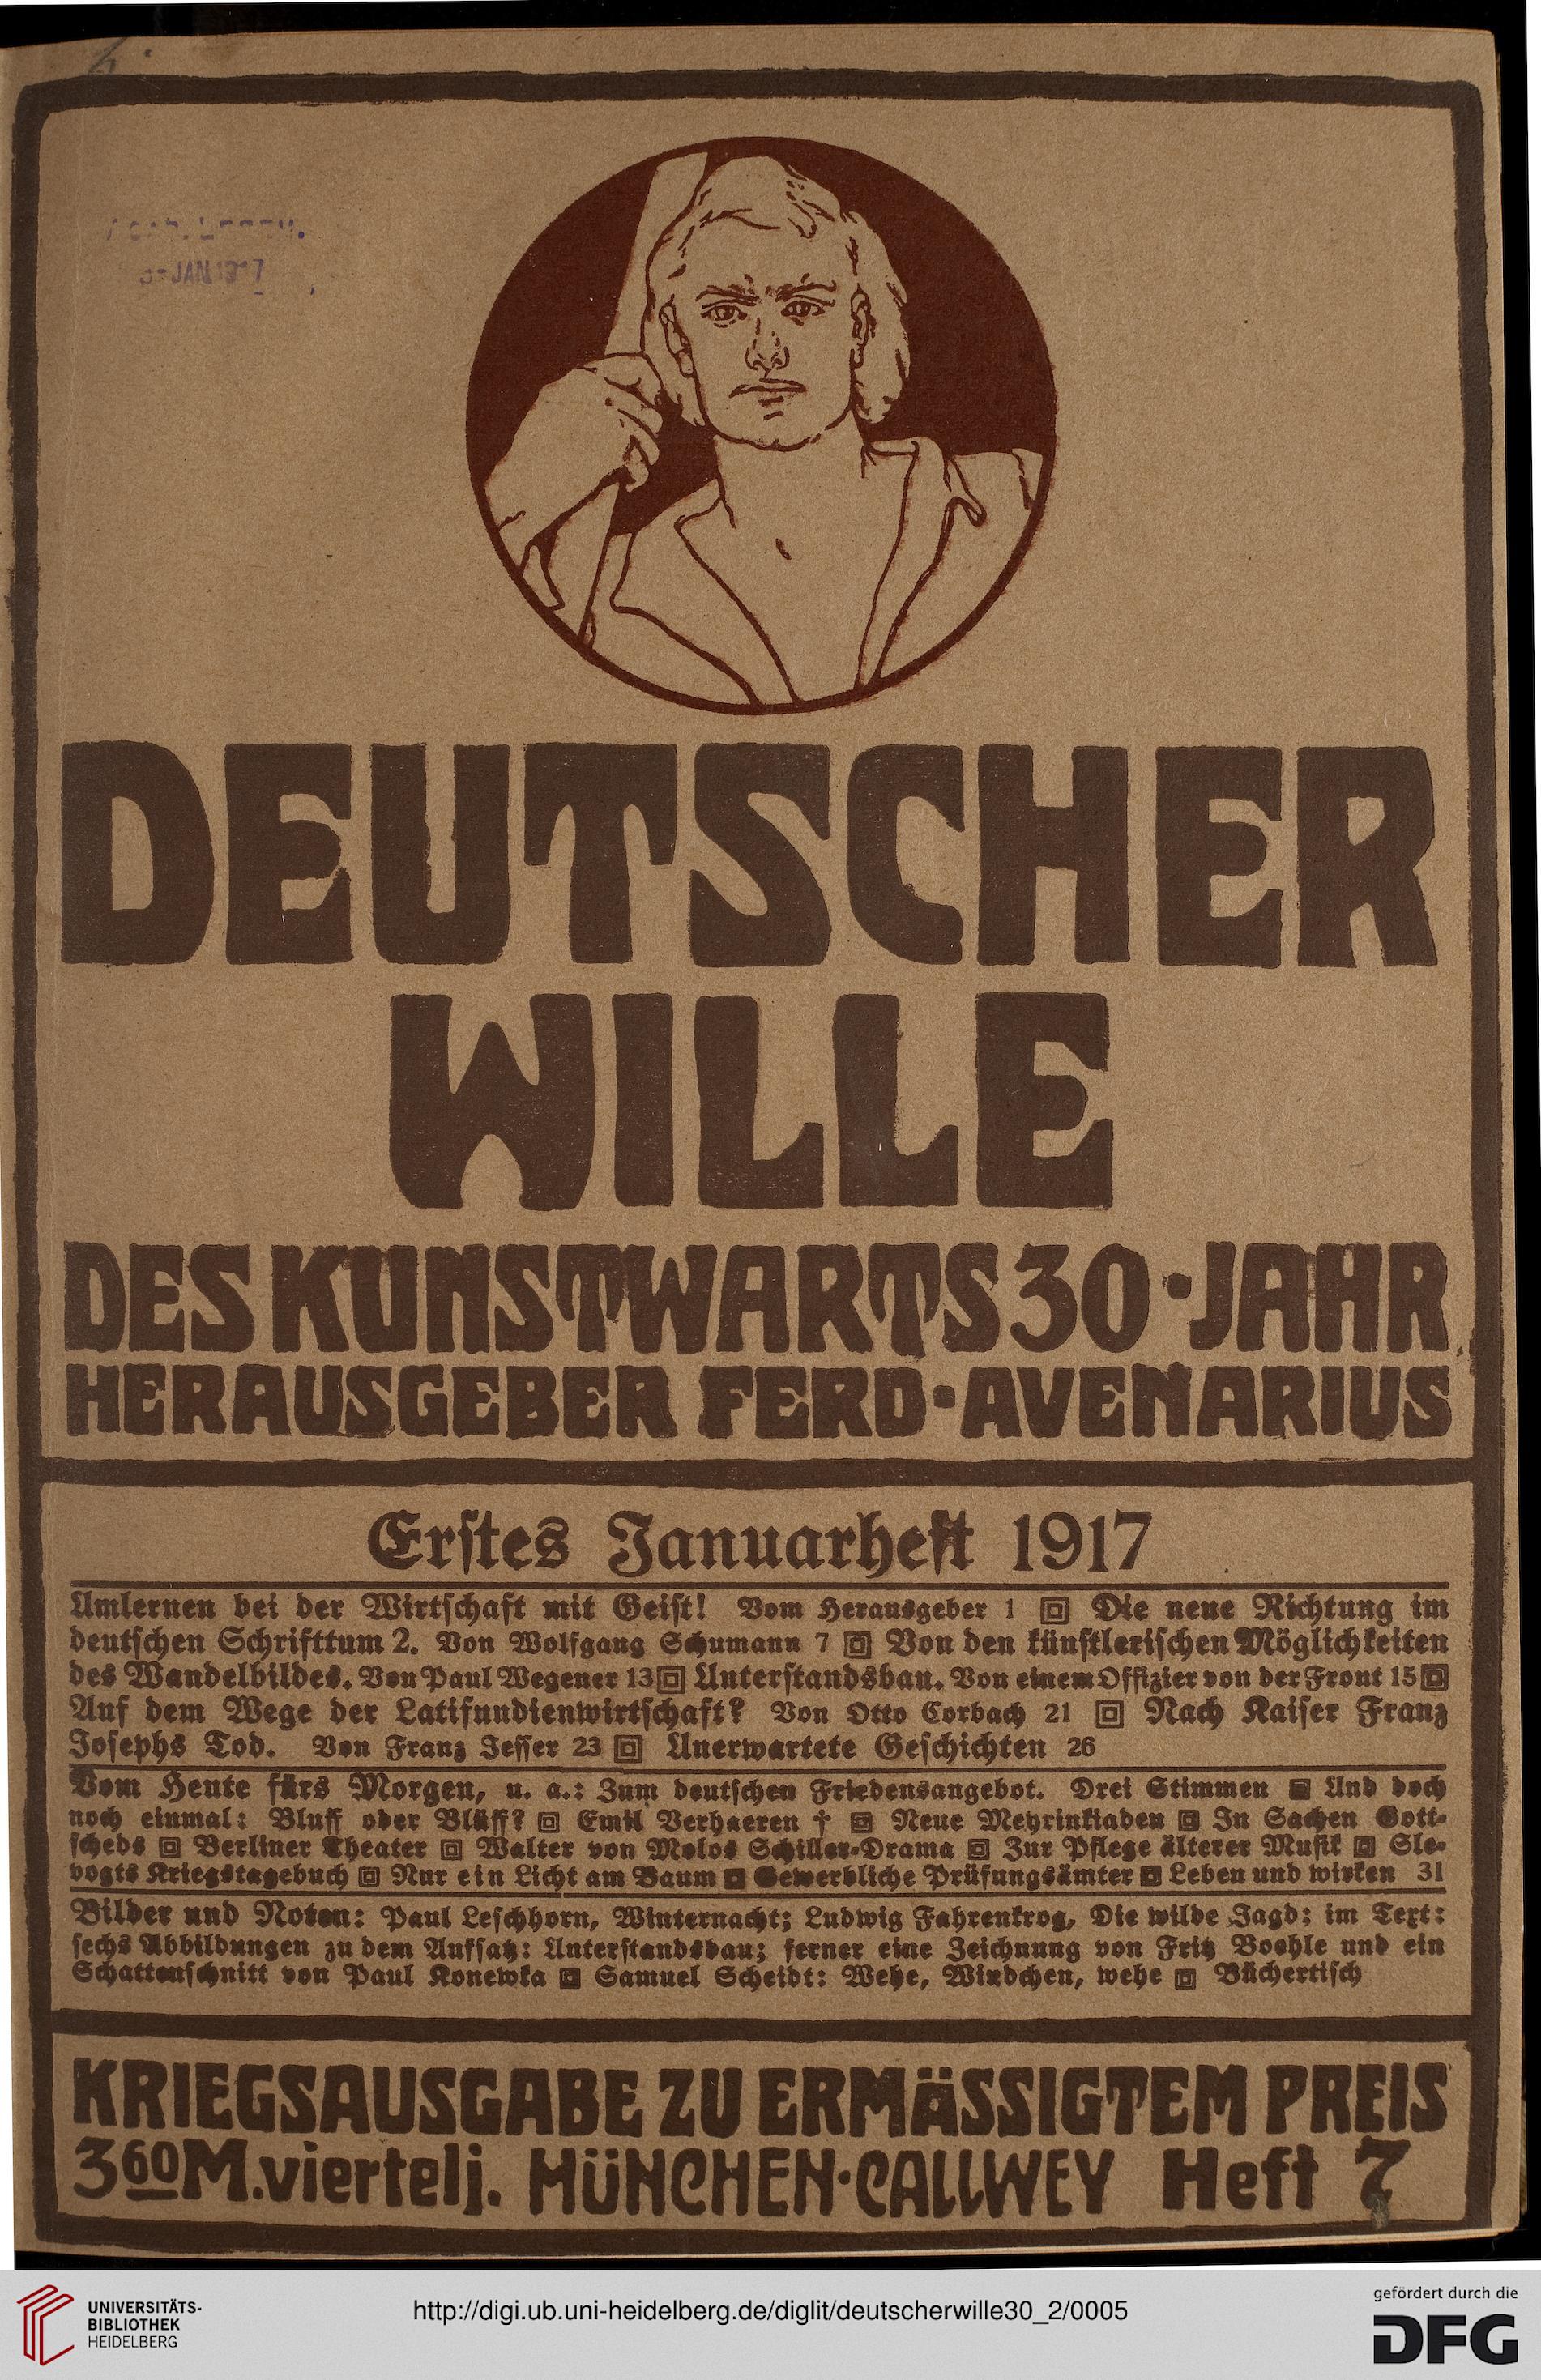 JAN 1917
DEUTSCHER
WILLE
DES KUNSTWARTS 30 · JAHR
HERAUSGEBER FERD · AVENARIUS
Erstes Januarheft 1917
Umlernen bei der Wirtschaft mit Geist! Vom Herausgeber 1 Die neue Richtung im
deutschen Schrifttum 2. Von Wolfgang Schumann 7 Von den künstlerischen Möglichkeiten
des Wandelbildes. Von Paul Wegener 13 Unterstandsbau. Von einem Offizier von der Front 15
Auf dem Wege der Latifundienwirtschaft? Von Otto Corbach 21 Nach Kaiser Franz
Josephs Tod. Von Franz Jesser 23 Unerwartete Geschichten 26
Vom Heute fürs Morgen, u. a.: Zum deutschen Friedensangebot. Drei Stimmen Und doch
noch einmal: Bluff oder Blüff? Emil Verhaeren † Neue Meyrinkiaden In Sachen Gott-
scheds Berliner Theater Walter von Molos Schiller-Drama Zur Pflege älterer Musik Sle-
vogts Kriegstagebuch Nur ein Licht am Baum Gewerbliche Prüfungsämter Leben und wirken 31
Bilder und Noten: Paul Leschhorn, Winternacht; Ludwig Fahrenkrog, Die wilde Jagd; im Text:
sechs Abbildungen zu dem Aufsatz: Unterstandsbau; ferner eine Zeichnung von Fritz Boehle und ein
Schattenschnitt von Paul Konewka Samuel Scheidt: Wehe, Windchen, wehe Büchertisch
KRIEGSAUSGABE ZU ERMÄSSIGTEM PREIS
3 60 M. viertelj. MÜNCHEN · CALLWEY Heft 7
UNIVERSITÄTS-
BIBLIOTHEK
HEIDELBERG
http://digi.ub.uni-heidelberg.de/diglit/deutscherwille30_2/0005
gefördert durch die
DFG